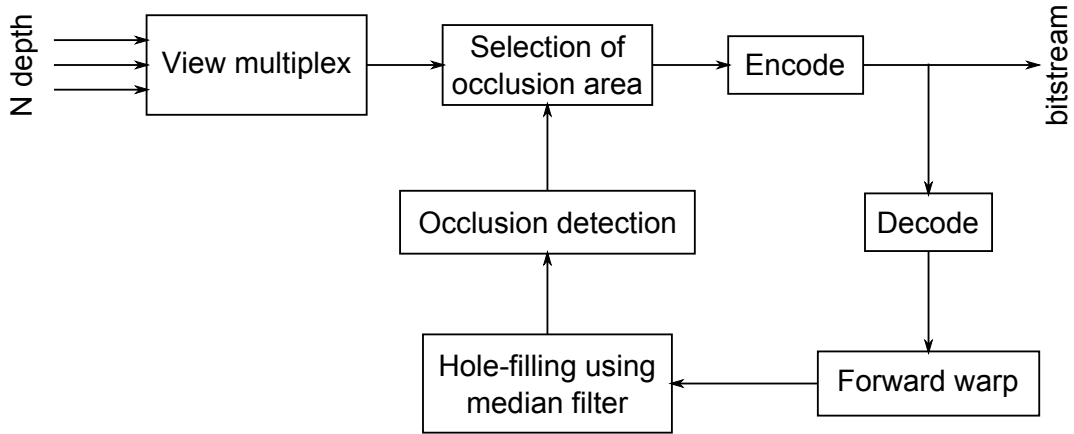 N depth
View multiplex
Selection of
occlusion area
Encode
bitstream
Occlusion detection
Decode
Hole-filling using
median filter
Forward warp